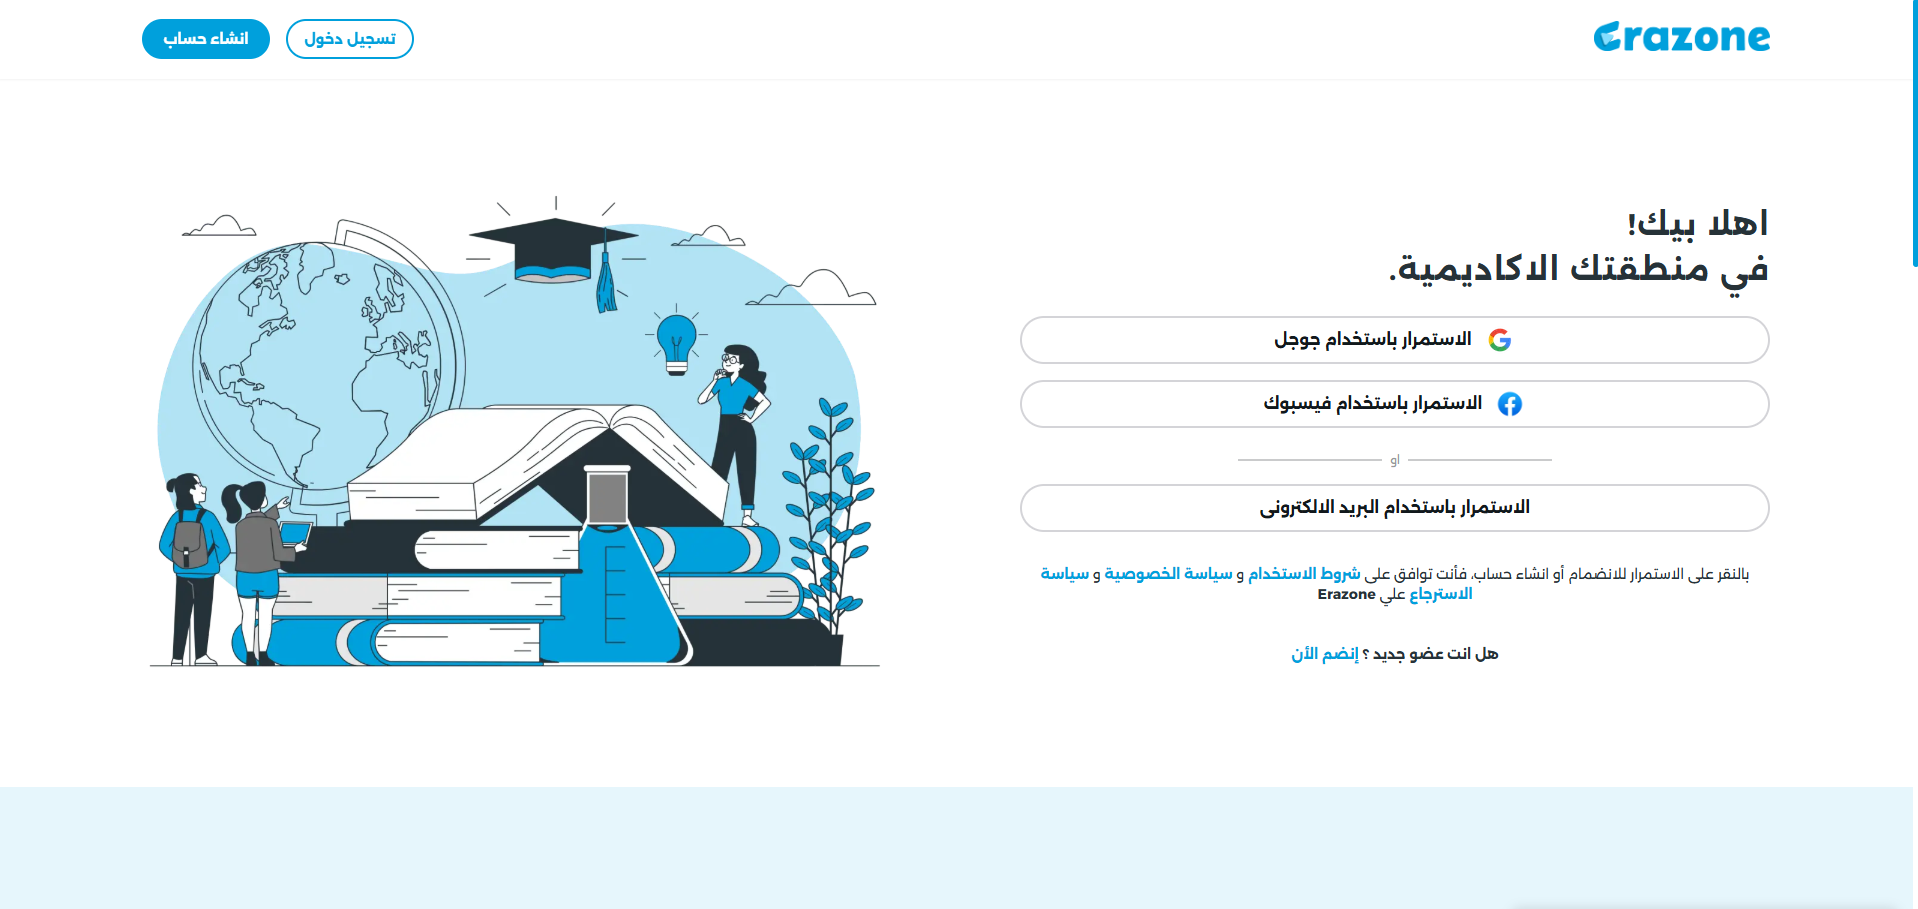 Erazone
تسجيل دخول
انشاء حساب
اهلا بيك!
في منطقتك الاكاديمية.
الاستمرار باستخدام جوجل
الاستمرار باستخدام فيسبوك
او
الاستمرار باستخدام البريد الالكترونى
بالنقر على الاستمرار للانضمام أو انشاء حساب، فأنت توافق على شروط الاستخدام و سياسة الخصوصية و سياسة
الاسترجاع علي Erazone
هل انت عضو جديد ؟ إنضم الأن